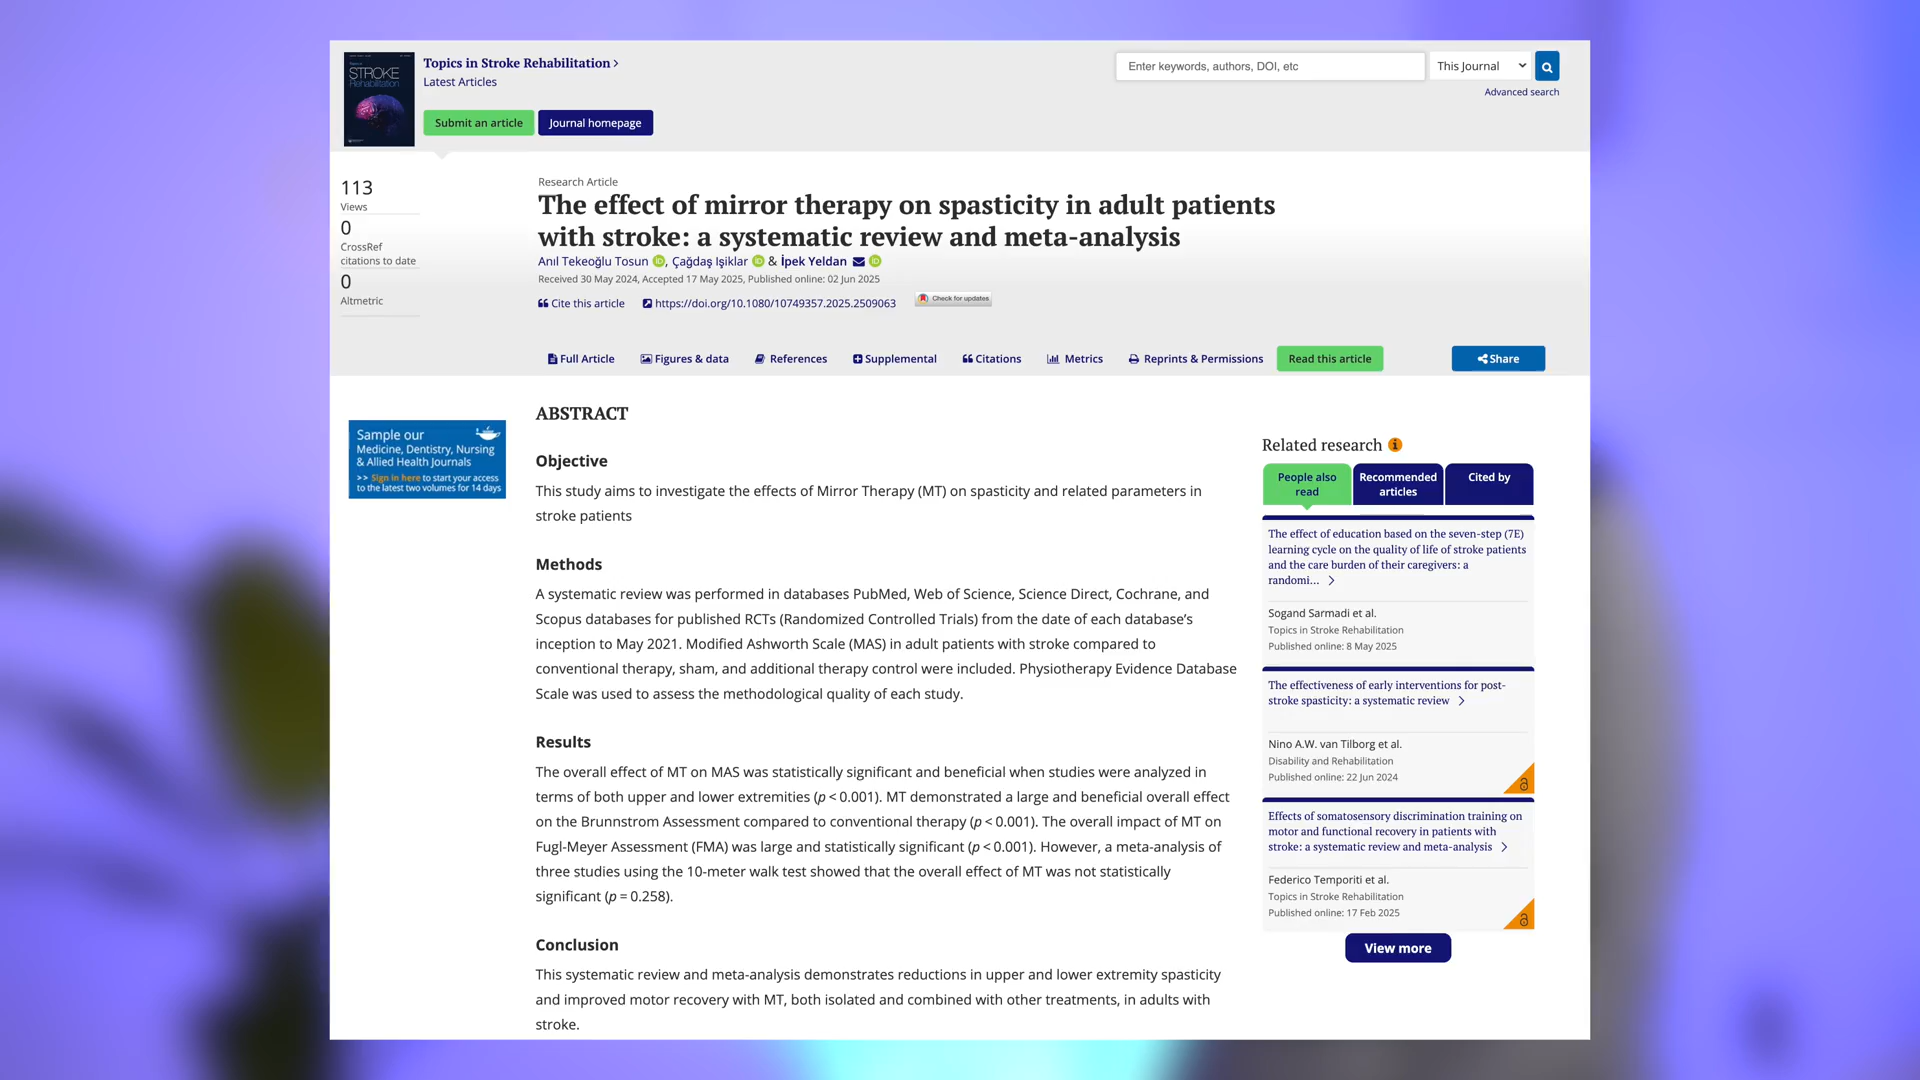 STROKE
Rehabilitation
Topics in Stroke Rehabilitation >
Latest Articles
Submit an article
Journal homepage
Enter keywords, authors, DOI, etc
This Journal
Advanced search
113
Views
0
CrossRef
citations to date
0
Altmetric
Research Article
The effect of mirror therapy on spasticity in adult patients
with stroke: a systematic review and meta-analysis
Anıl Tekeoğlu Tosun, Çağdaş Işiklar & İpek Yeldan
Received 30 May 2024, Accepted 17 May 2025, Published online: 02 Jun 2025
Cite this article
https://doi.org/10.1080/10749357.2025.2509063
Check for updates
Full Article
Figures & data
References
Supplemental
Citations
Metrics
Reprints & Permissions
Read this article
Share
Sample our
Medicine, Dentistry, Nursing
& Allied Health Journals
>> Sign in here to start your access
to the latest two volumes for 14 days
ABSTRACT
Objective
This study aims to investigate the effects of Mirror Therapy (MT) on spasticity and related parameters in
stroke patients
Methods
A systematic review was performed in databases PubMed, Web of Science, Science Direct, Cochrane, and
Scopus databases for published RCTs (Randomized Controlled Trials) from the date of each database’s
inception to May 2021. Modified Ashworth Scale (MAS) in adult patients with stroke compared to
conventional therapy, sham, and additional therapy control were included. Physiotherapy Evidence Database
Scale was used to assess the methodological quality of each study.
Results
The overall effect of MT on MAS was statistically significant and beneficial when studies were analyzed in
terms of both upper and lower extremities (p < 0.001). MT demonstrated a large and beneficial overall effect
on the Brunnstrom Assessment compared to conventional therapy (p < 0.001). The overall impact of MT on
Fugl-Meyer Assessment (FMA) was large and statistically significant (p < 0.001). However, a meta-analysis of
three studies using the 10-meter walk test showed that the overall effect of MT was not statistically
significant (p = 0.258).
Conclusion
This systematic review and meta-analysis demonstrates reductions in upper and lower extremity spasticity
and improved motor recovery with MT, both isolated and combined with other treatments, in adults with
stroke.
Related research
People also
read
Recommended
articles
Cited by
The effect of education based on the seven-step (7E)
learning cycle on the quality of life of stroke patients
and the care burden of their caregivers: a
randomi... >
Sogand Sarmadi et al.
Topics in Stroke Rehabilitation
Published online: 8 May 2025
The effectiveness of early interventions for post-
stroke spasticity: a systematic review >
Nino A.W. van Tilborg et al.
Disability and Rehabilitation
Published online: 22 Jun 2024
Effects of somatosensory discrimination training on
motor and functional recovery in patients with
stroke: a systematic review and meta-analysis >
Federico Temporiti et al.
Topics in Stroke Rehabilitation
Published online: 17 Feb 2025
View more